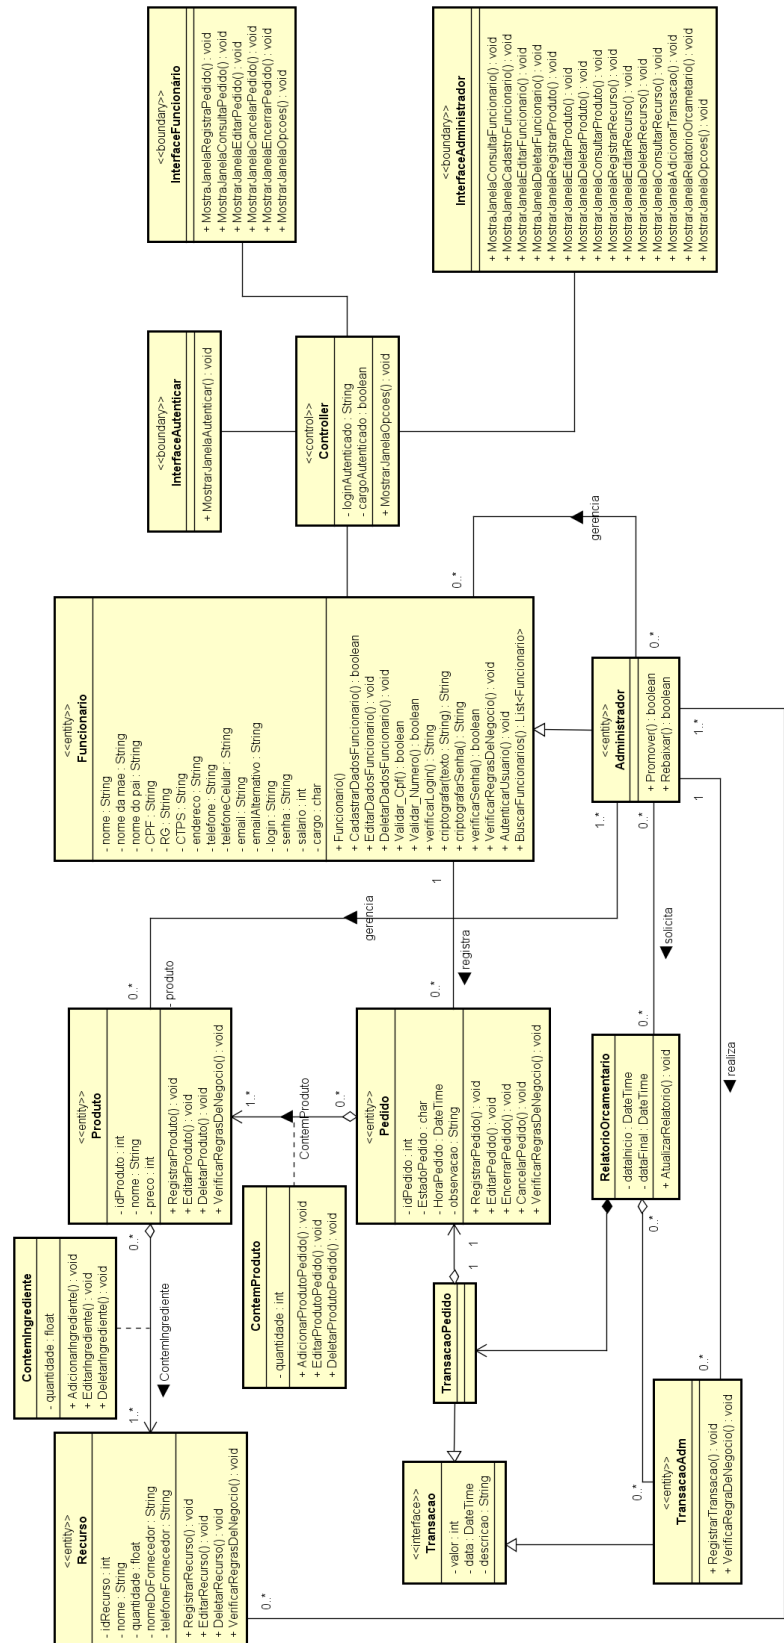 <<boundary>>
InterfaceFuncionário
+ MostraJanelaRegistraPedido() : void
+ MostraJanelaConsultaPedido() : void
+ MostrarJanelaEditarPedido() : void
+ MostrarJanelaCancelarPedido() : void
+ MostrarJanelaEncerrarPedido() : void
+ MostrarJanelaOpcoes() : void
<<boundary>>
InterfaceAdministrador
+ MostraJanelaConsultaFuncionario() : void
+ MostraJanelaCadastroFuncionario() : void
+ MostrarJanelaEditarFuncionario() : void
+ MostraJanelaDeletarFuncionario() : void
+ MostrarJanelaRegistrarProduto() : void
+ MostrarJanelaEditarProduto() : void
+ MostrarJanelaDeletarProduto() : void
+ MostrarJanelaConsultarProduto() : void
+ MostrarJanelaRegistrarRecurso() : void
+ MostrarJanelaEditarRecurso() : void
+ MostrarJanelaDeletarRecurso() : void
+ MostrarJanelaConsultarRecurso() : void
+ MostrarJanelaAdicionarTransacao() : void
+ MostrarJanelaRelatorioOrcametario() : void
+ MostrarJanelaOpcoes() : void
<<boundary>>
InterfaceAutenticar
+ MostrarJanelaAutenticar() : void
<<control>>
Controller
- loginAutenticado : String
- cargoAutenticado : boolean
+ MostrarJanelaOpcoes() : void
<<entity>>
Funcionario
- nome : String
- nome da mae : String
- nome do pai : String
- CPF : String
- RG : String
- CTPS : String
- endereco : String
- telefone : String
- telefoneCelular : String
- email : String
- emailAlternativo : String
- login : String
- senha : String
- salario : int
- cargo : char
+ Funcionario()
+ CadastrarDadosFuncionario() : boolean
+ EditarDadosFuncionario() : void
+ DeletarDadosFuncionario() : void
+ Validar_Cpf() : boolean
+ Validar_Numero() : boolean
+ verificarLogin() : String
+ criptografar(texto : String) : String
+ criptografarSenha() : String
+ verificarSenha() : boolean
+ VerificarRegrasDeNegocio() : void
+ AutenticarUsuario() : void
+ BuscarFuncionarios() : List<Funcionario>
0..*
gerencia
0..*
<<entity>>
Administrador
+ Promover() : boolean
+ Rebaixar() : boolean
1..*
0..*
1
1..*
gerencia
1
registra
0..*
solicita
0..*
realiza
0..*
- produto
0..*
<<entity>>
Produto
- idProduto : int
- nome : String
- preco : int
+ RegistrarProduto() : void
+ EditarProduto() : void
+ DeletarProduto() : void
+ VerificarRegrasDeNegocio() : void
1..*
ContemProduto
0..*
<<entity>>
Pedido
- idPedido : int
- EstadoPedido : char
- HoraPedido : DateTime
- observacao : String
+ RegistrarPedido() : void
+ EditarPedido() : void
+ EncerrarPedido() : void
+ CancelarPedido() : void
+ VerificarRegrasDeNegocio() : void
RelatorioOrcamentario
- dataInicio : DateTime
- dataFinal : DateTime
+ AtualizarRelatorio() : void
0..*
ContemIngrediente
- quantidade : float
+ AdicionarIngrediente() : void
+ EditarIngrediente() : void
+ DeletarIngrediente() : void
0..*
ContemIngrediente
1..*
ContemProduto
- quantidade : int
+ AdicionarProdutoPedido() : void
+ EditarProdutoPedido() : void
+ DeletarProdutoPedido() : void
1
1
TransacaoPedido
<<entity>>
Recurso
- idRecurso : int
- nome : String
- quantidade : float
- nomeDoFornecedor : String
- telefoneFornecedor : String
+ RegistrarRecurso() : void
+ EditarRecurso() : void
+ DeletarRecurso() : void
+ VerificarRegrasDeNegocio() : void
0..*
<<interface>>
Transacao
- valor : int
- data : DateTime
- descricao : String
0..*
<<entity>>
TransacaoAdm
+ RegistrarTransacao() : void
+ VerificaRegraDeNegocio() : void